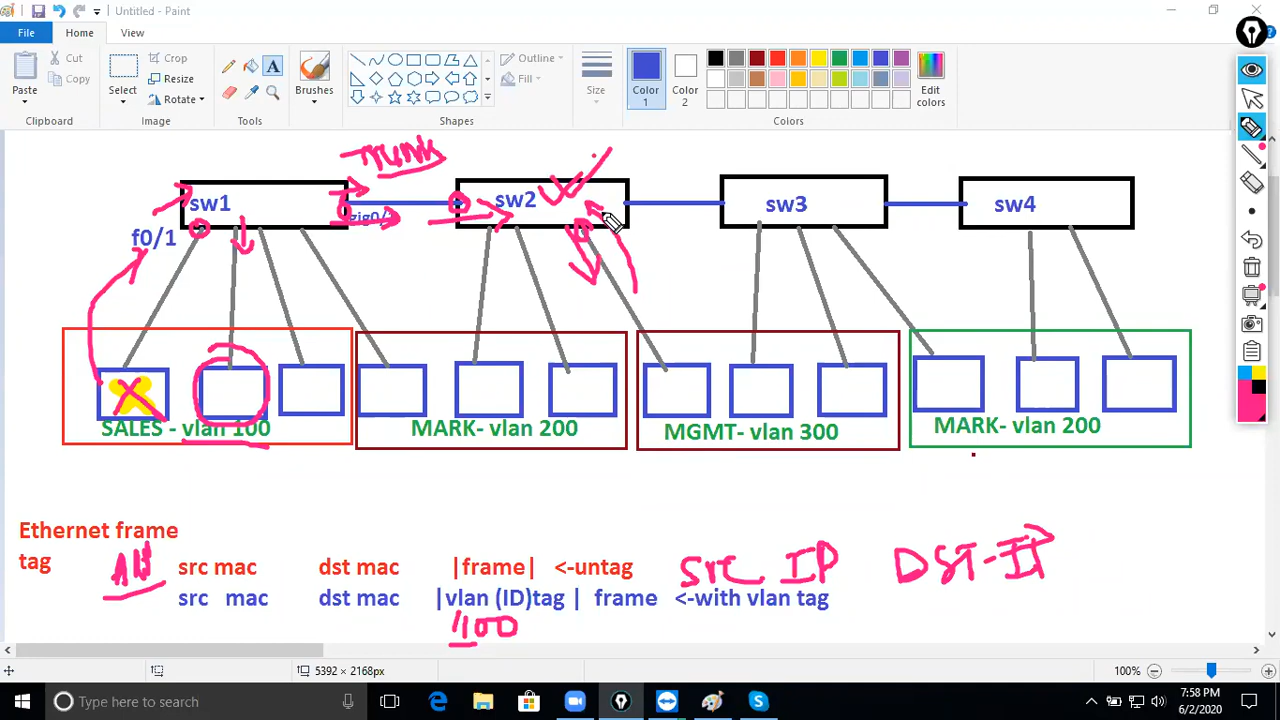 Untitled - Paint
File Home View
Paste
Cut
Copy
Clipboard
Select
Crop
Resize
Rotate
Image
Tools
Brushes
Shapes
Outline
Fill
Size
Color 1
Color 2
Edit colors
Colors
Trunk
sw1 sw2 sw3 sw4
gig0/1
f0/1
SALES - vlan 100
MARK- vlan 200
MGMT- vlan 300
MARK- vlan 200
Ethernet frame
tag
src mac dst mac |frame| <-untag
src mac dst mac |vlan (ID)tag | frame <-with vlan tag
Src IP DST-IP
100
5392 × 2168px
100%
Type here to search
7:58 PM
6/2/2020